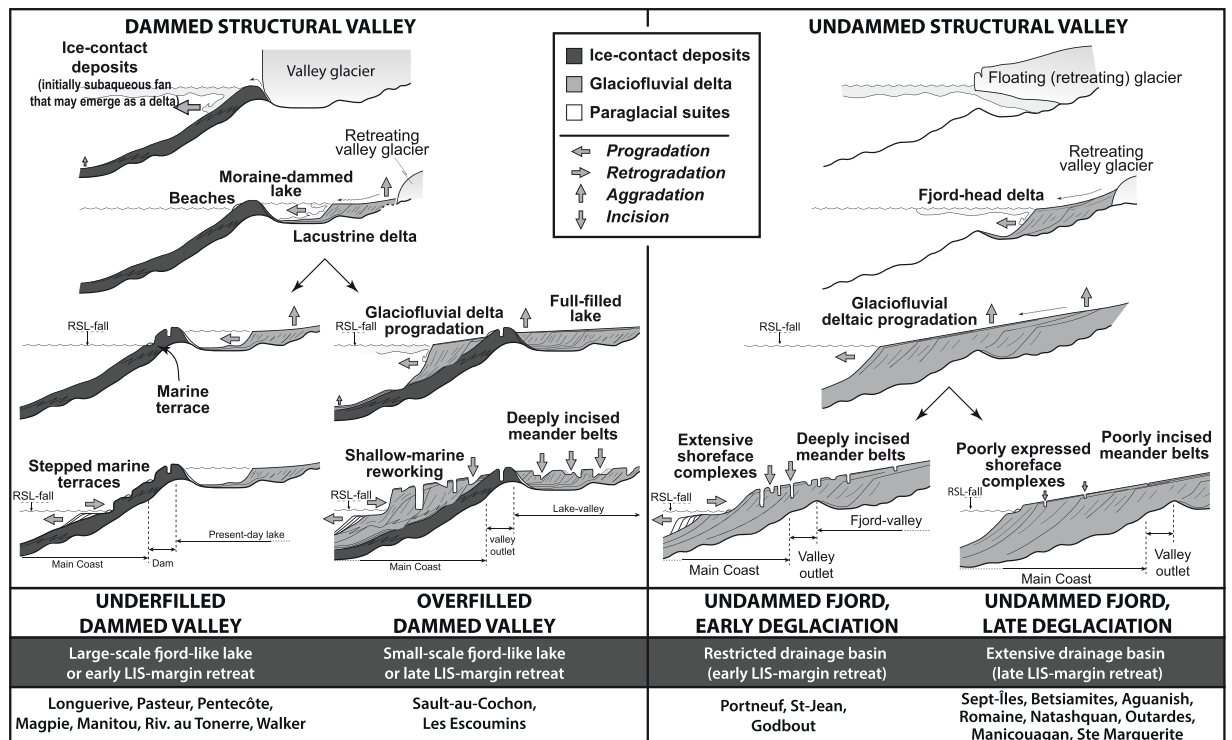 DAMMED STRUCTURAL VALLEY
Ice-contact
deposits
(initially subaqueous fan
that may emerge as a delta)
Valley glacier
Retreating
valley glacier
Moraine-dammed
lake
Beaches
Lacustrine delta
RSL-fall
Marine
terrace
RSL-fall
Glaciofluvial delta
progradation
Full-filled
lake
Stepped marine
terraces
RSL-fall
Present-day lake
Main Coast
Dam
Shallow-marine
reworking
Deeply incised
meander belts
RSL-fall
Lake-valley
valley
outlet
Main Coast
Ice-contact deposits
Glaciofluvial delta
Paraglacial suites
Progradation
Retrogradation
Aggradation
Incision
UNDAMMED STRUCTURAL VALLEY
Floating (retreating) glacier
Retreating
valley glacier
Fjord-head delta
Glaciofluvial
deltaic progradation
RSL-fall
Extensive
shoreface
complexes
Deeply incised
meander belts
RSL-fall
Fjord-valley
Main Coast
Valley
outlet
Poorly expressed
shoreface
complexes
Poorly incised
meander belts
RSL-fall
Main Coast
Valley
outlet
UNDERFILLED
DAMMED VALLEY
Large-scale fjord-like lake
or early LIS-margin retreat
Longuerive, Pasteur, Pentecôte,
Magpie, Manitou, Riv. au Tonerre, Walker
OVERFILLED
DAMMED VALLEY
Small-scale fjord-like lake
or late LIS-margin retreat
Sault-au-Cochon,
Les Escoumins
UNDAMMED FJORD,
EARLY DEGLACIATION
Restricted drainage basin
(early LIS-margin retreat)
Portneuf, St-Jean,
Godbout
UNDAMMED FJORD,
LATE DEGLACIATION
Extensive drainage basin
(late LIS-margin retreat)
Sept-Îles, Betsiamites, Aguanish,
Romaine, Natashquan, Outardes,
Manicouagan, Ste Marguerite